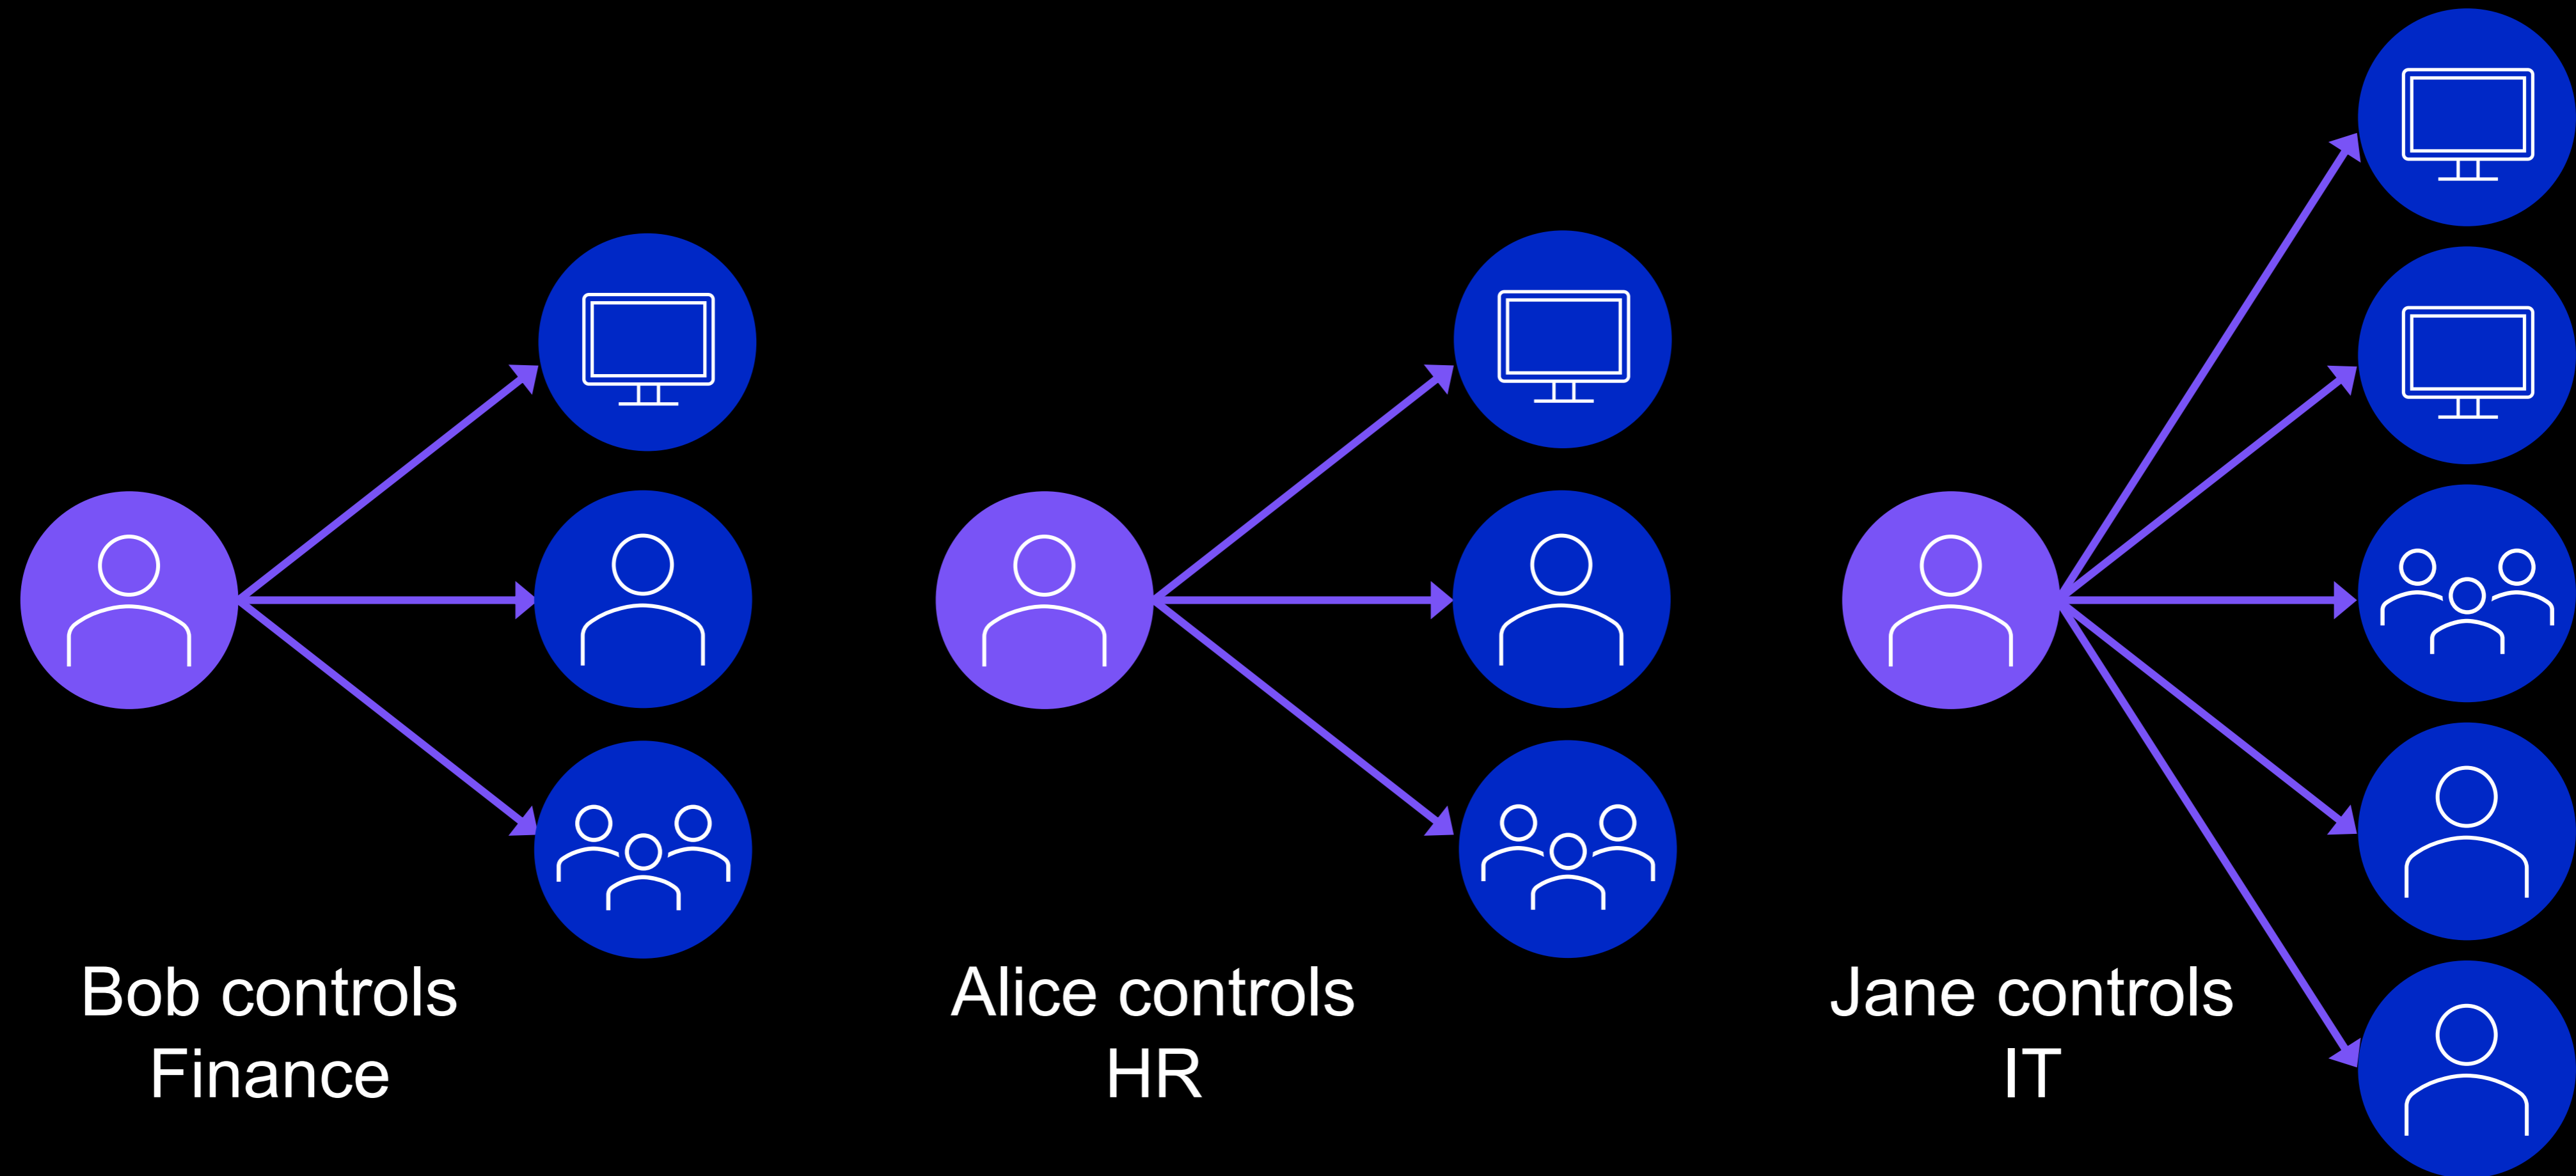 Bob controls
Finance
Alice controls
HR
Jane controls
IT